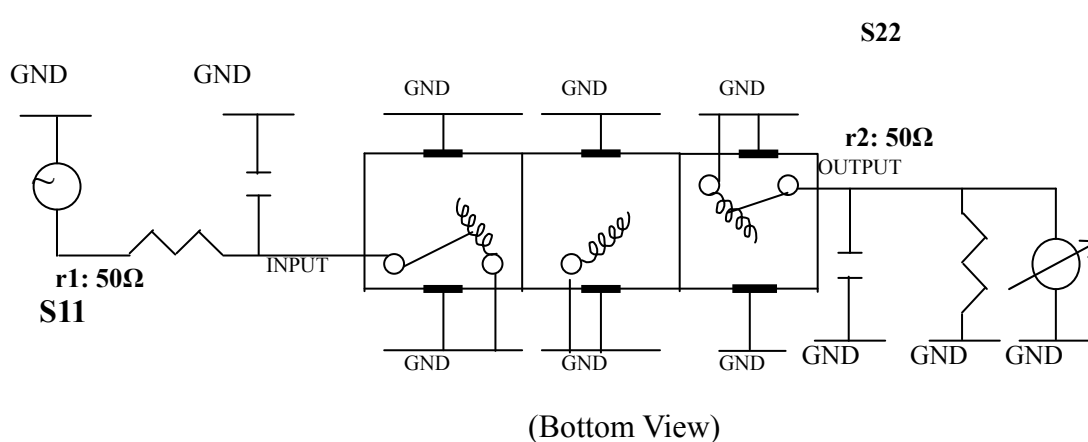 S22
GND
GND
GND
GND
GND
r2: 50Ω
OUTPUT
INPUT
r1: 50Ω
S11
GND
GND
GND
GND
GND
GND
(Bottom View)